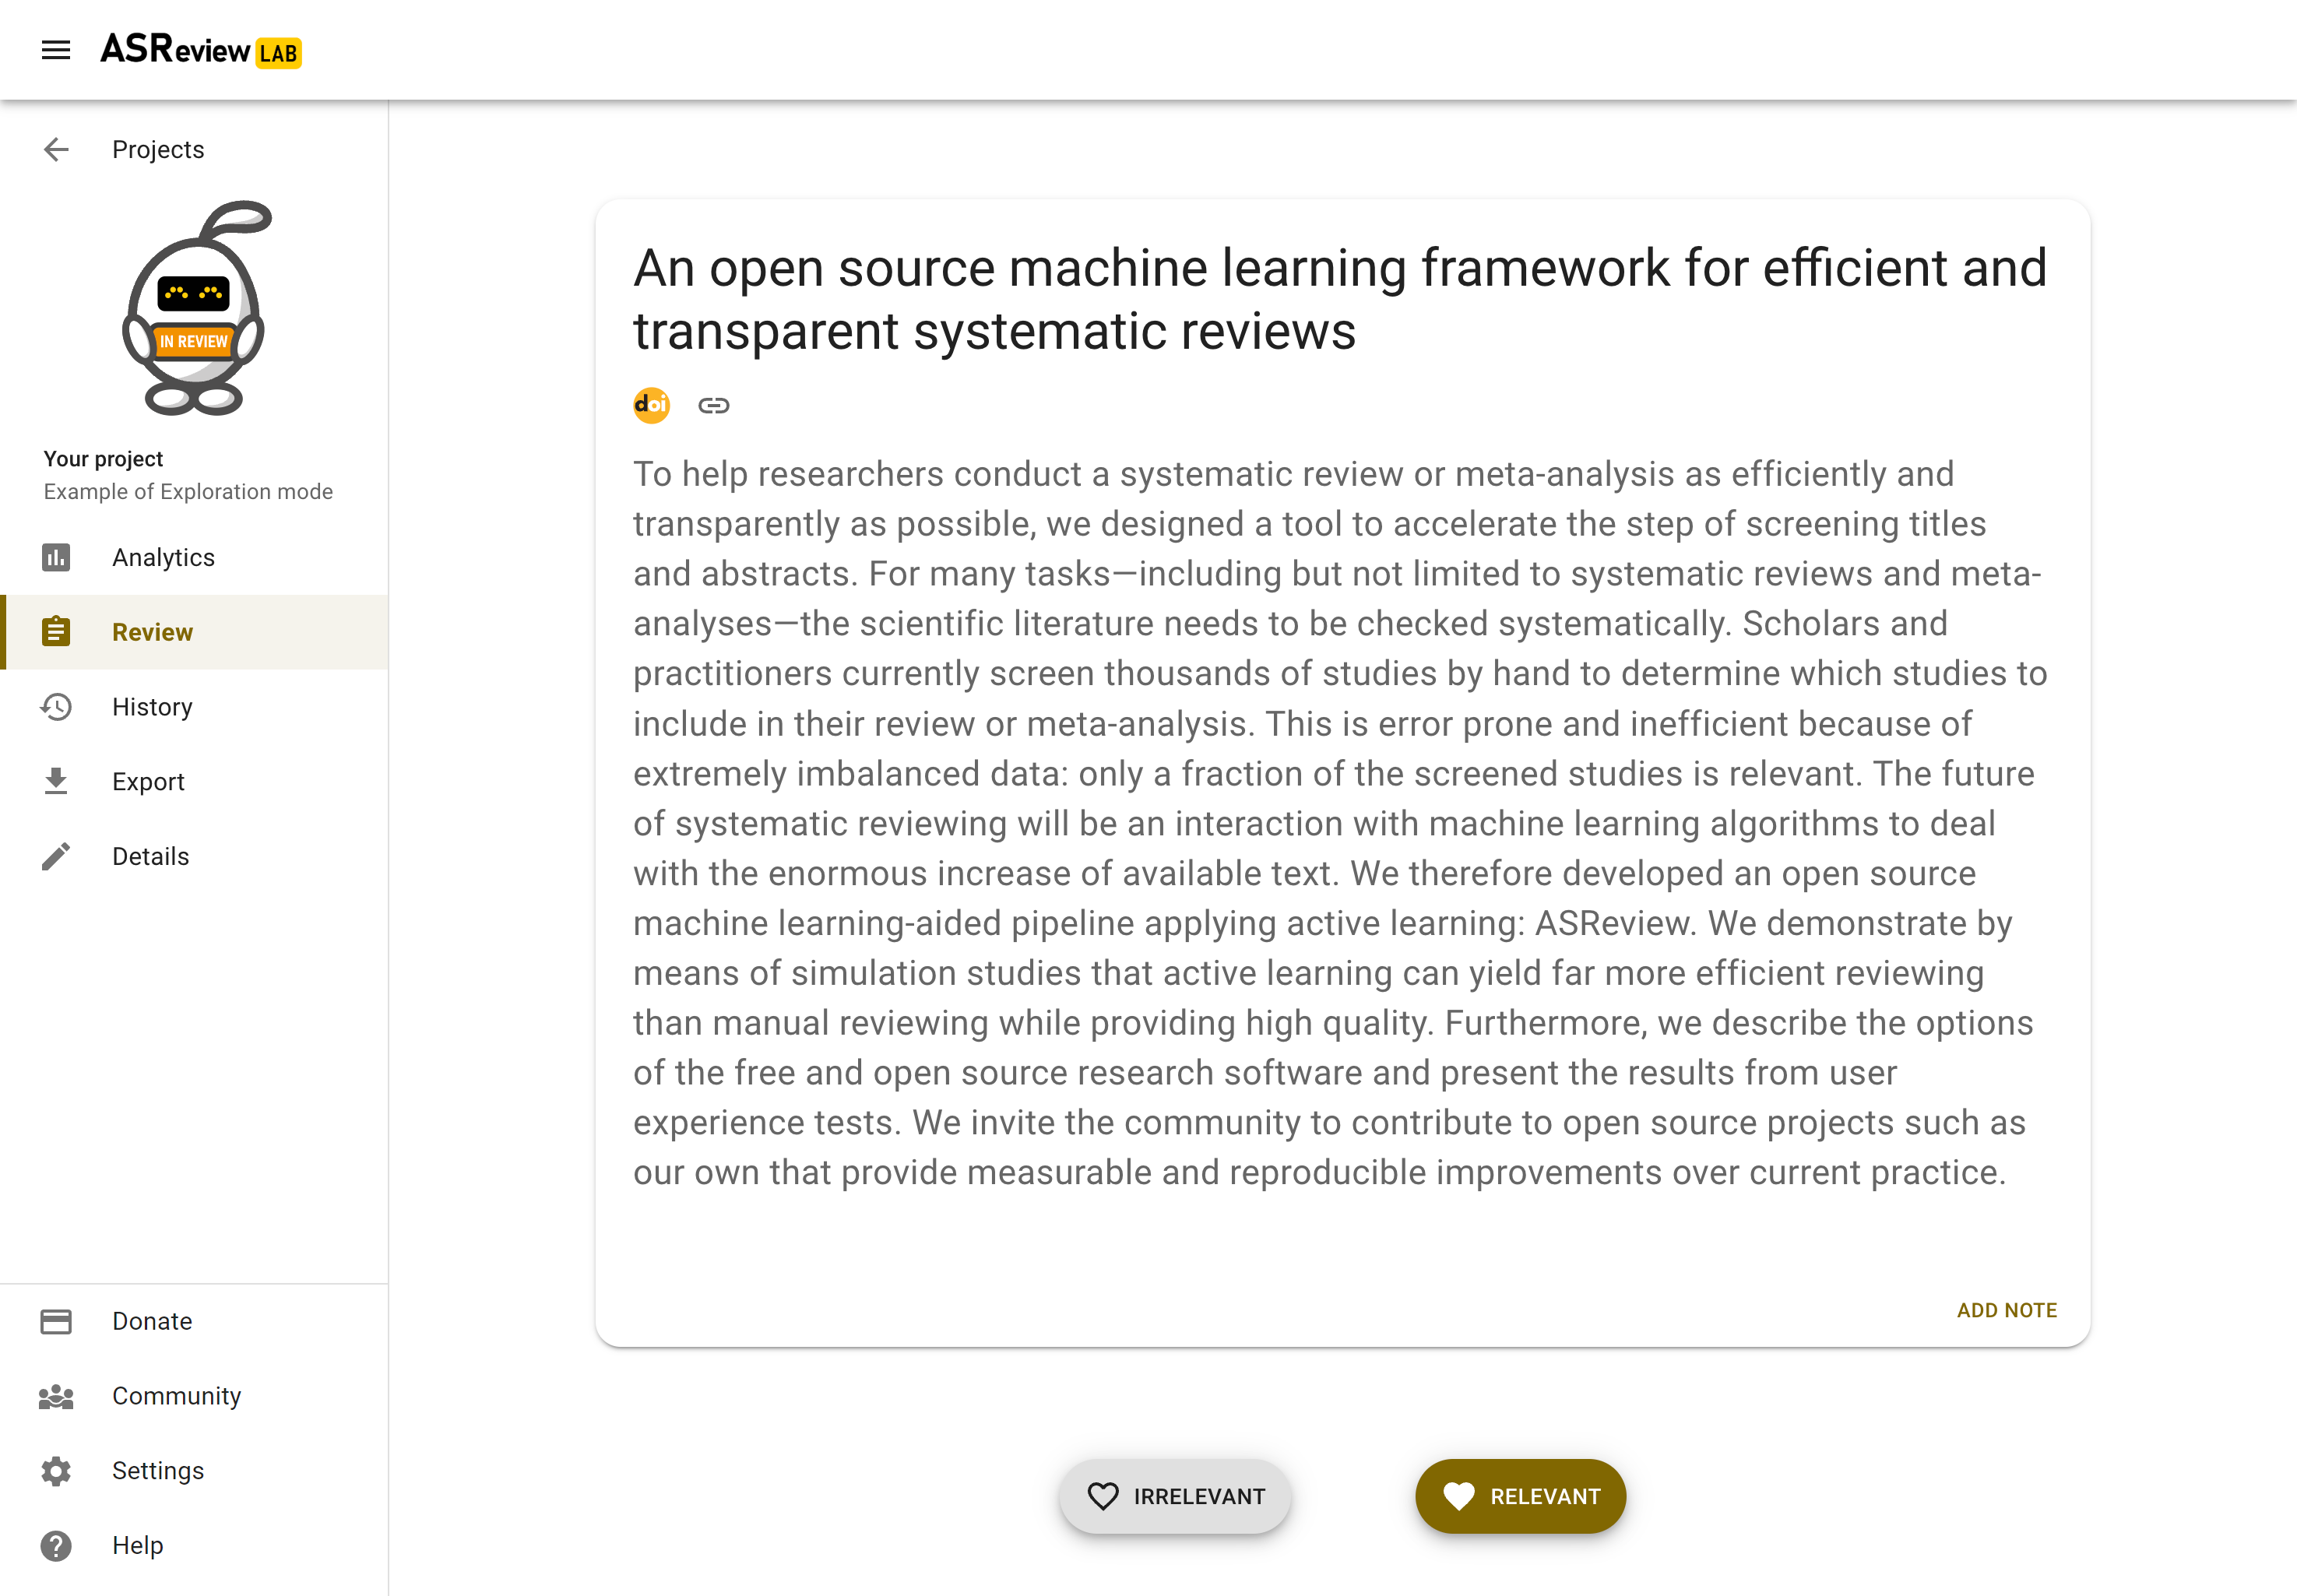 ASReview LAB
Projects
IN REVIEW
Your project
Example of Exploration mode
Analytics
Review
History
Export
Details
Donate
Community
Settings
Help
An open source machine learning framework for efficient and
transparent systematic reviews
doi
To help researchers conduct a systematic review or meta-analysis as efficiently and
transparently as possible, we designed a tool to accelerate the step of screening titles
and abstracts. For many tasks—including but not limited to systematic reviews and meta-
analyses—the scientific literature needs to be checked systematically. Scholars and
practitioners currently screen thousands of studies by hand to determine which studies to
include in their review or meta-analysis. This is error prone and inefficient because of
extremely imbalanced data: only a fraction of the screened studies is relevant. The future
of systematic reviewing will be an interaction with machine learning algorithms to deal
with the enormous increase of available text. We therefore developed an open source
machine learning-aided pipeline applying active learning: ASReview. We demonstrate by
means of simulation studies that active learning can yield far more efficient reviewing
than manual reviewing while providing high quality. Furthermore, we describe the options
of the free and open source research software and present the results from user
experience tests. We invite the community to contribute to open source projects such as
our own that provide measurable and reproducible improvements over current practice.
ADD NOTE
IRRELEVANT
RELEVANT